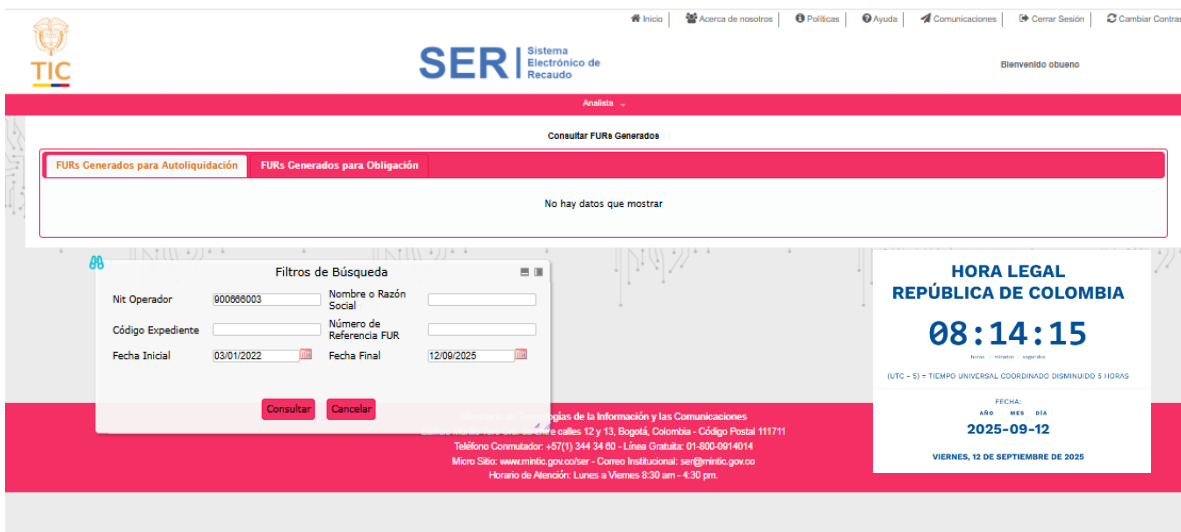 Inicio | Acerca de nosotros | Políticas | Ayuda | Comunicaciones | Cerrar Sesión | Cambiar Contras
TIC
SER | Sistema
Electrónico de
Recaudo
Bienvenido obueno
Analista
Consultar FURs Generados
FURs Generados para Autoliquidación FURs Generados para Obligación
No hay datos que mostrar
Filtros de Búsqueda
Nit Operador 900666003 Nombre o Razón
Social
Código Expediente Número de
Referencia FUR
Fecha Inicial 03/01/2022 Fecha Final 12/09/2025
Consultar Cancelar
HORA LEGAL
REPÚBLICA DE COLOMBIA
08:14:15
horas : minutos : segundos
(UTC - 5) = TIEMPO UNIVERSAL COORDINADO DISMINUIDO 5 HORAS
FECHA:
AÑO MES DÍA
2025-09-12
VIERNES, 12 DE SEPTIEMBRE DE 2025
de la Información y las Comunicaciones
calles 12 y 13, Bogotá, Colombia - Código Postal 111711
Teléfono Conmutador: +57(1) 344 34 60 - Línea Gratuita: 01-800-0914014
Micro Sitio: www.mintic.gov.co/ser - Correo Institucional: ser@mintic.gov.co
Horario de Atención: Lunes a Viernes 8:30 am - 4:30 pm.